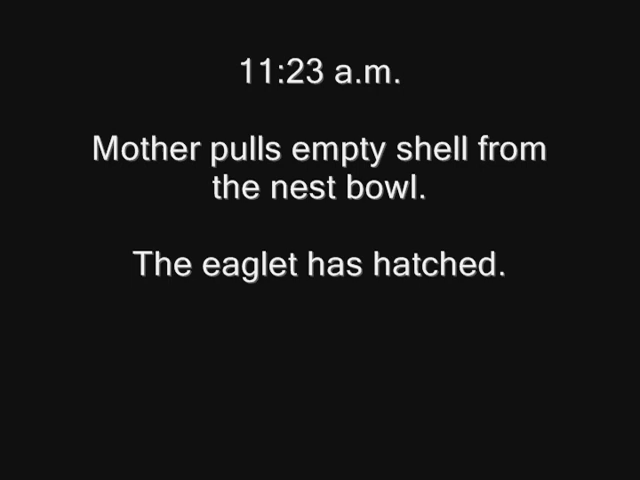 11:23 a.m.
Mother pulls empty shell from
the nest bowl.
The eaglet has hatched.